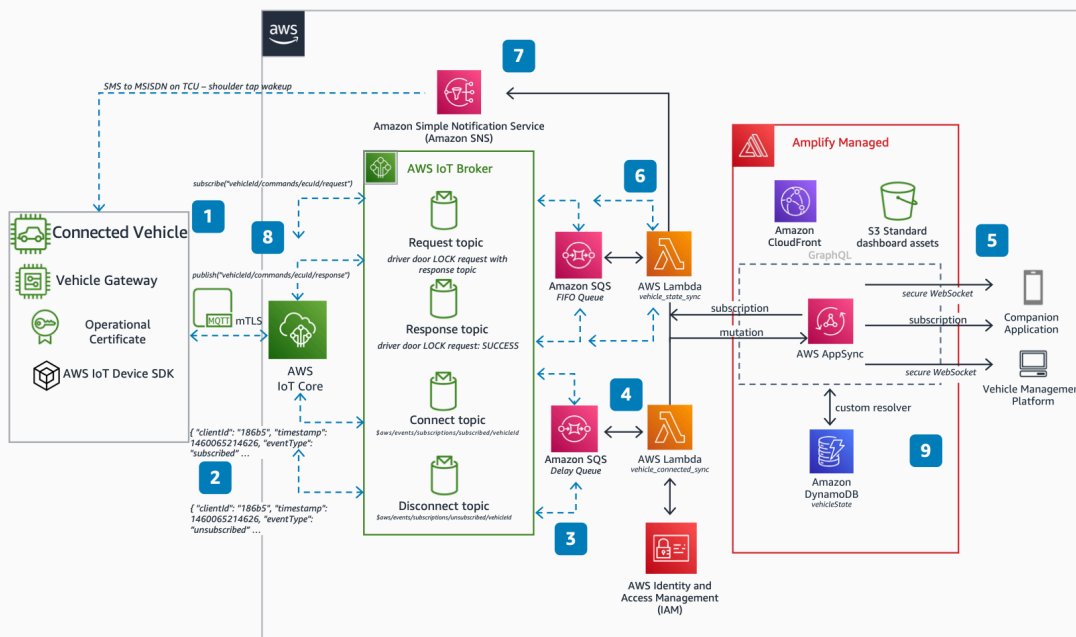 aws
7
SMS to MSISDN on TCU – shoulder tap wakeup
Amazon Simple Notification Service
(Amazon SNS)
Amplify Managed
AWS IoT Broker
subscribe("vehicleId/commands/ecuId/request")
6
1
8
Connected Vehicle
Request topic
driver door LOCK request with
response topic
Amazon
CloudFront
S3 Standard
dashboard assets
5
GraphQL
Vehicle Gateway
publish("vehicleId/commands/ecuId/response")
Amazon SQS
FIFO Queue
AWS Lambda
vehicle_state_sync
secure WebSocket
subscription
subscription
Companion
Application
Operational
Certificate
MQTT
mTLS
Response topic
driver door LOCK request: SUCCESS
mutation
AWS AppSync
AWS IoT Device SDK
AWS
IoT Core
secure WebSocket
Vehicle Management
Platform
4
Connect topic
$aws/events/subscriptions/subscribed/vehicleId
custom resolver
{ "clientId": "186b5", "timestamp":
1460065214626, "eventType":
"subscribed" ...
Amazon SQS
Delay Queue
AWS Lambda
vehicle_connected_sync
9
2
Amazon
DynamoDB
vehicleState
Disconnect topic
$aws/events/subscriptions/unsubscribed/vehicleId
{ "clientId": "186b5", "timestamp":
1460065214626, "eventType":
"unsubscribed" ...
3
AWS Identity and
Access Management
(IAM)